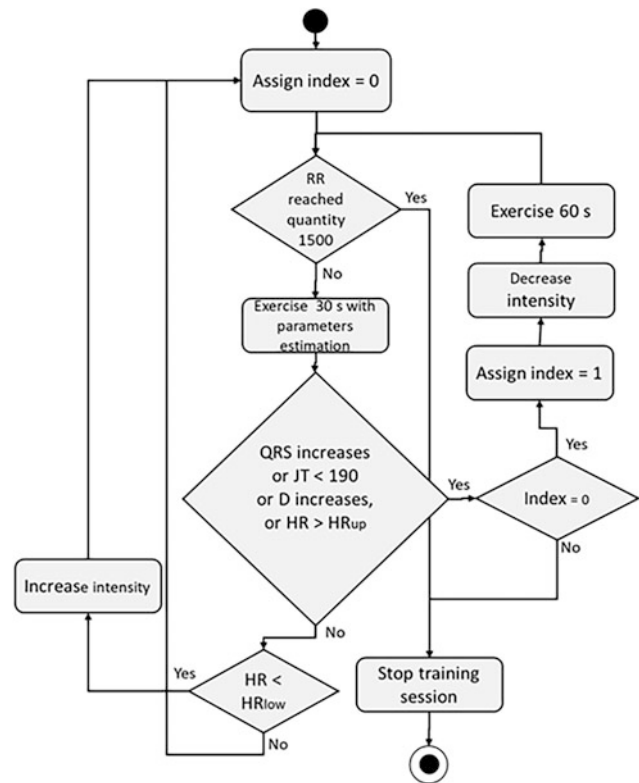 Assign index = 0
RR
reached
quantity
1500
Yes
No
Exercise 60 s
Decrease
intensity
Exercise 30 s with
parameters
estimation
Assign index = 1
Yes
QRS increases
or JT < 190
or D increases,
or HR > HRup
Yes
Index = 0
No
Increase intensity
No
Yes
HR <
HRlow
No
Stop training
session